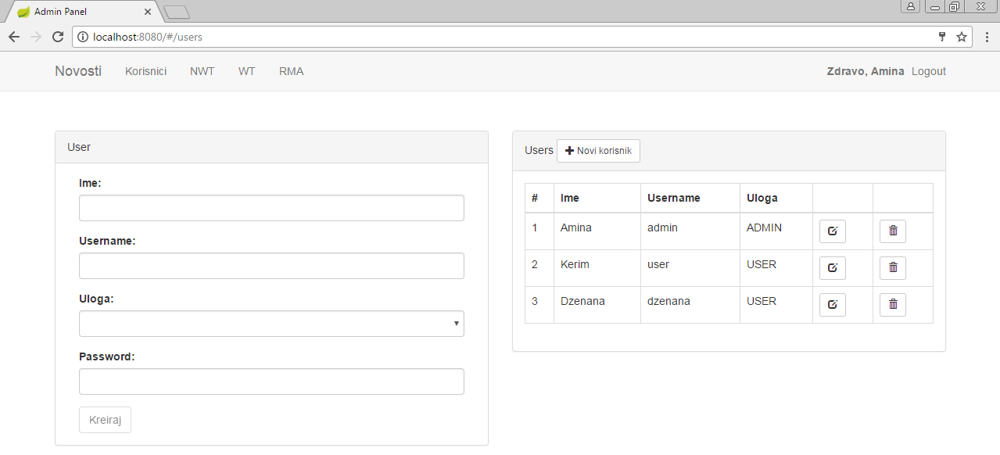 Admin Panel
localhost:8080/#/users
Novosti Korisnici NWT WT RMA Zdravo, Amina Logout
User
Ime:
Username:
Uloga:
Password:
Kreiraj
Users Novi korisnik
# Ime Username Uloga
1 Amina admin ADMIN
2 Kerim user USER
3 Dzenana dzenana USER